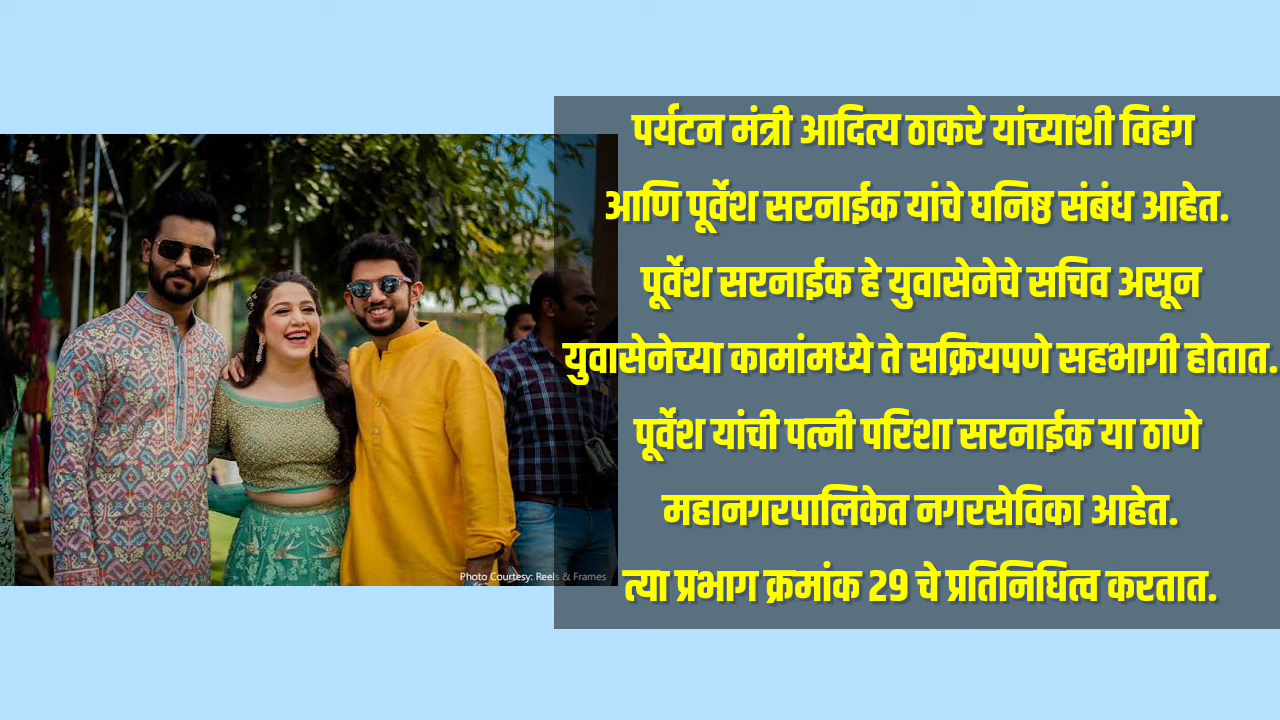 पर्यटन मंत्री आदित्य ठाकरे यांच्याशी विहंग
आणि पूर्वेश सरनाईक यांचे घनिष्ठ संबंध आहेत.
पूर्वेश सरनाईक हे युवासेनेचे सचिव असून
युवासेनेच्या कामांमध्ये ते सक्रियपणे सहभागी होतात.
पूर्वेश यांची पत्नी परिशा सरनाईक या ठाणे
महानगरपालिकेत नगरसेविका आहेत.
त्या प्रभाग क्रमांक 29 चे प्रतिनिधित्व करतात.
Photo Courtesy: Reels & Frames